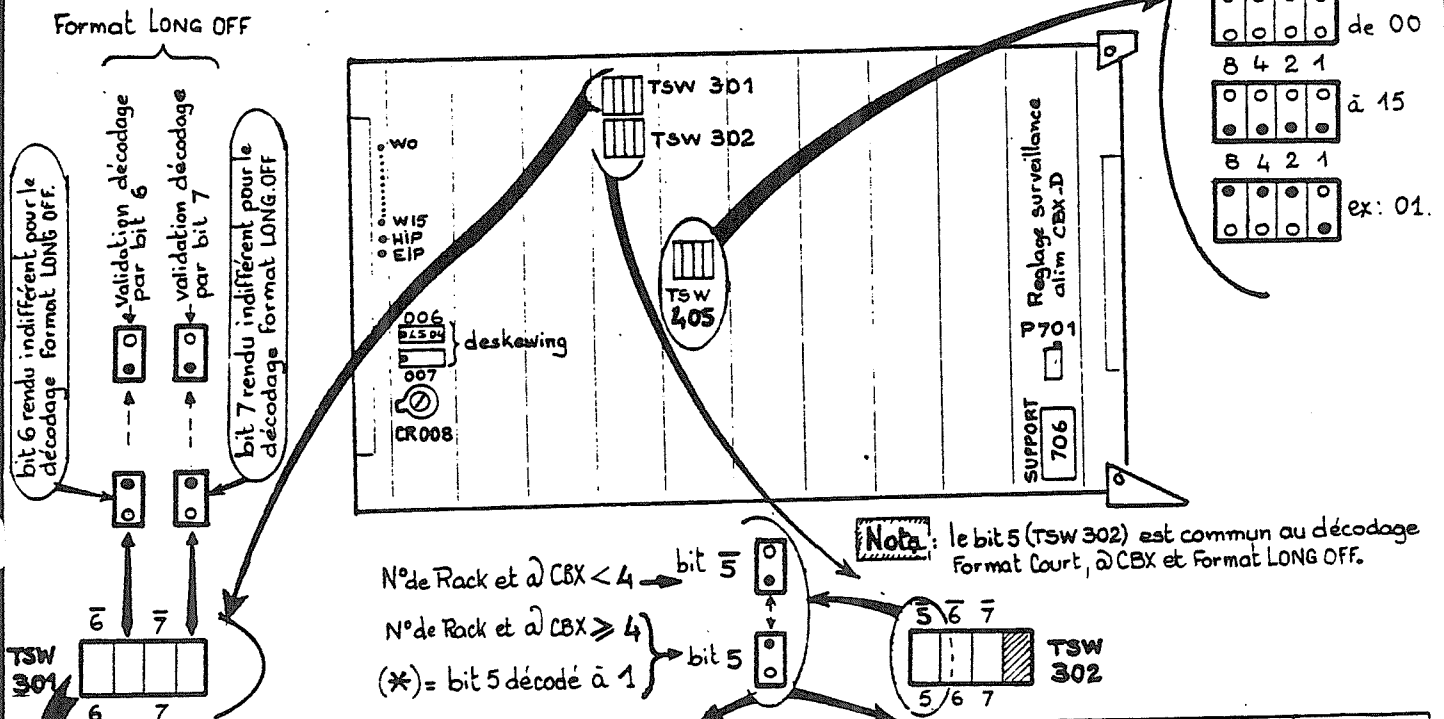 Format LONG OFF
Validation décodage
par bit 6
validation décodage
par bit 7
bit 6 rendu indifférent pour le
décodage Format LONG OFF.
bit 7 rendu indifférent pour le
décodage Format LONG.OFF
6̅ 7̅
TSW
301
6 7
TSW 301
TSW 302
W0
W15
HIP
EIP
006
LS04
007
deskewing
CR008
TSW
405
Reglage surveillance
alim CBX-D
P701
SUPPORT
706
de 00
8 4 2 1
à 15
8 4 2 1
ex: 01.
Nota : le bit 5 (TSW 302) est commun au décodage
Format Court, @ CBX et Format LONG OFF.
N° de Rack et @ CBX < 4 → bit 5̅
N° de Rack et @ CBX ≥ 4
(*) = bit 5 décodé à 1
bit 5
5̅ 6̅ 7̅
TSW
302
5 6 7